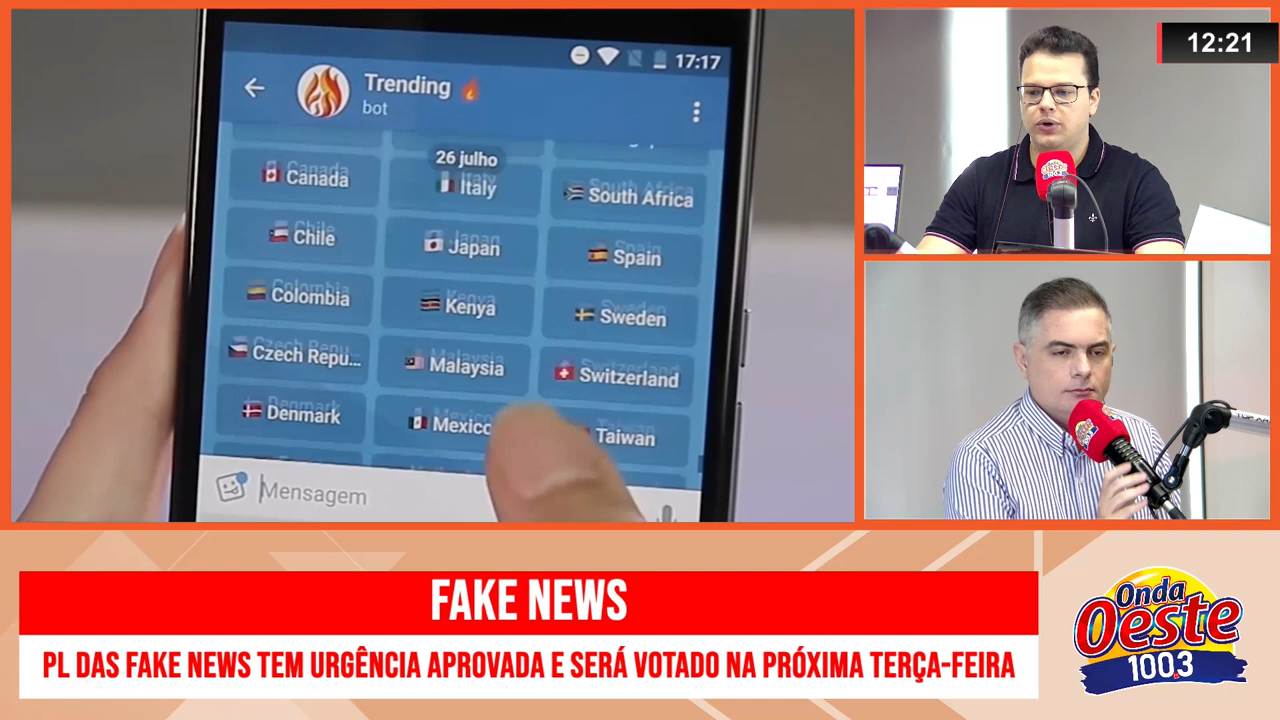 17:17
Trending
bot
26 julho
Canada
Italy
South Africa
Chile
Japan
Spain
Colombia
Kenya
Sweden
Czech Repu...
Malaysia
Switzerland
Denmark
Mexico
Taiwan
Mensagem
12:21
FAKE NEWS
PL DAS FAKE NEWS TEM URGÊNCIA APROVADA E SERÁ VOTADO NA PRÓXIMA TERÇA-FEIRA
Onda
Oeste
100.3